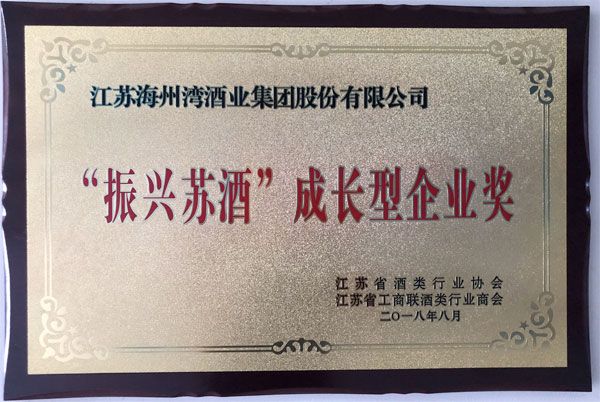 江苏海州湾酒业集团股份有限公司
“振兴苏酒”成长型企业奖
江苏省酒类行业协会
江苏省工商联酒类行业商会
二〇一八年八月